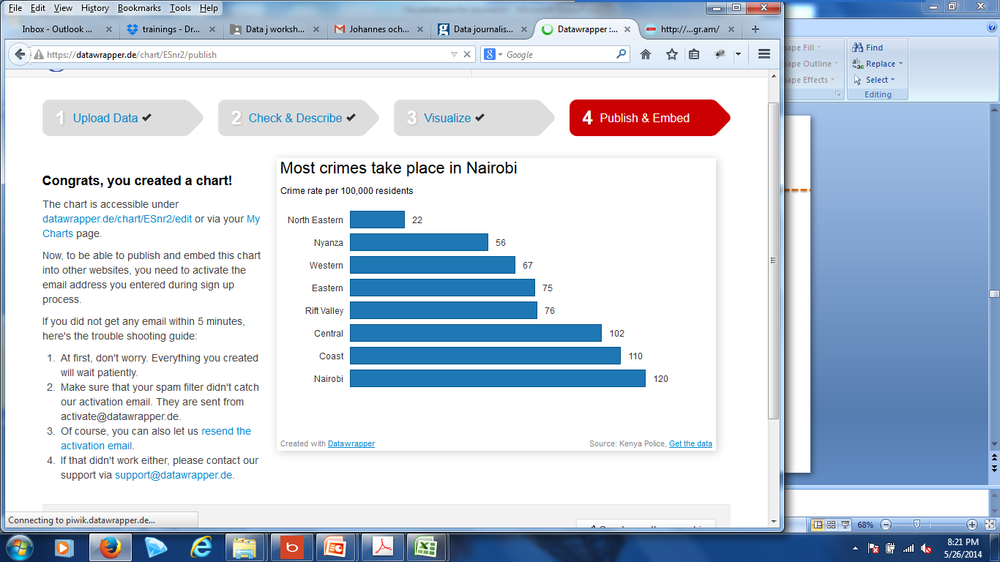 File Edit View History Bookmarks Tools Help
Inbox - Outlook ... trainings - Dr... Data j worksh... Johannes och... Data journalis... Datawrapper :... http://...gr.am/
https://datawrapper.de/chart/ESnr2/publish
Google
hape Fill
hape Outline
hape Effects
Find
Replace
Select
Editing
1 Upload Data
2 Check & Describe
3 Visualize
4 Publish & Embed
Congrats, you created a chart!
The chart is accessible under
datawrapper.de/chart/ESnr2/edit or via your My
Charts page.
Now, to be able to publish and embed this chart
into other websites, you need to activate the
email address you entered during sign up
process.
If you did not get any email within 5 minutes,
here's the trouble shooting guide:
1. At first, don't worry. Everything you created
will wait patiently.
2. Make sure that your spam filter didn't catch
our activation email. They are sent from
activate@datawrapper.de.
3. Of course, you can also let us resend the
activation email.
4. If that didn't work either, please contact our
support via support@datawrapper.de.
Most crimes take place in Nairobi
Crime rate per 100,000 residents
North Eastern 22
Nyanza 56
Western 67
Eastern 75
Rift Valley 76
Central 102
Coast 110
Nairobi 120
Created with Datawrapper
Source: Kenya Police, Get the data
Connecting to piwik.datawrapper.de...
68%
8:21 PM
5/26/2014